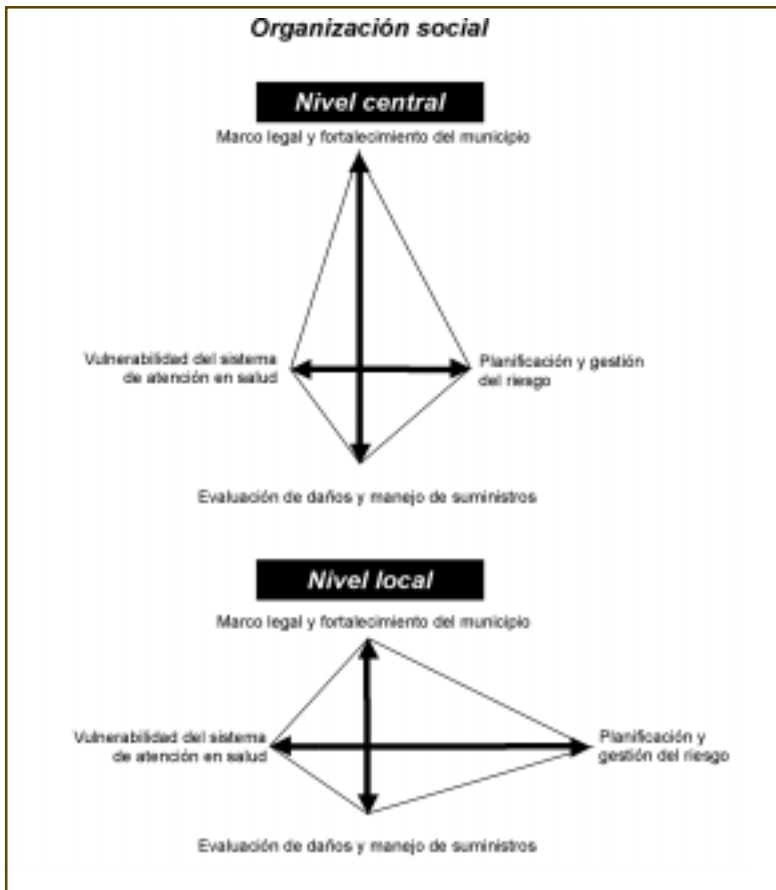 Organización social
Nivel central
Marco legal y fortalecimiento del municipio
Vulnerabilidad del sistema
de atención en salud
Planificación y gestión
del riesgo
Evaluación de daños y manejo de suministros
Nivel local
Marco legal y fortalecimiento del municipio
Vulnerabilidad del sistema
de atención en salud
Planificación y
gestión del riesgo
Evaluación de daños y manejo de suministros